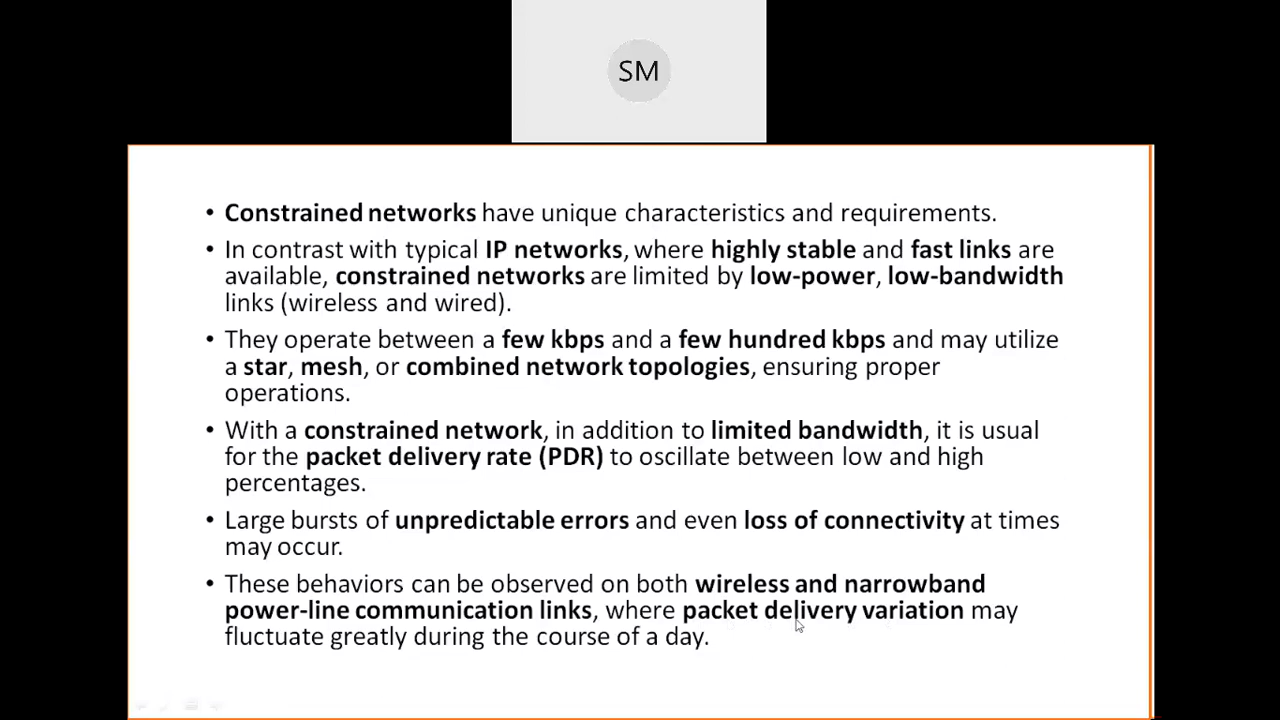 SM
• Constrained networks have unique characteristics and requirements.
• In contrast with typical IP networks, where highly stable and fast links are
available, constrained networks are limited by low-power, low-bandwidth
links (wireless and wired).
• They operate between a few kbps and a few hundred kbps and may utilize
a star, mesh, or combined network topologies, ensuring proper
operations.
• With a constrained network, in addition to limited bandwidth, it is usual
for the packet delivery rate (PDR) to oscillate between low and high
percentages.
• Large bursts of unpredictable errors and even loss of connectivity at times
may occur.
• These behaviors can be observed on both wireless and narrowband
power-line communication links, where packet delivery variation may
fluctuate greatly during the course of a day.